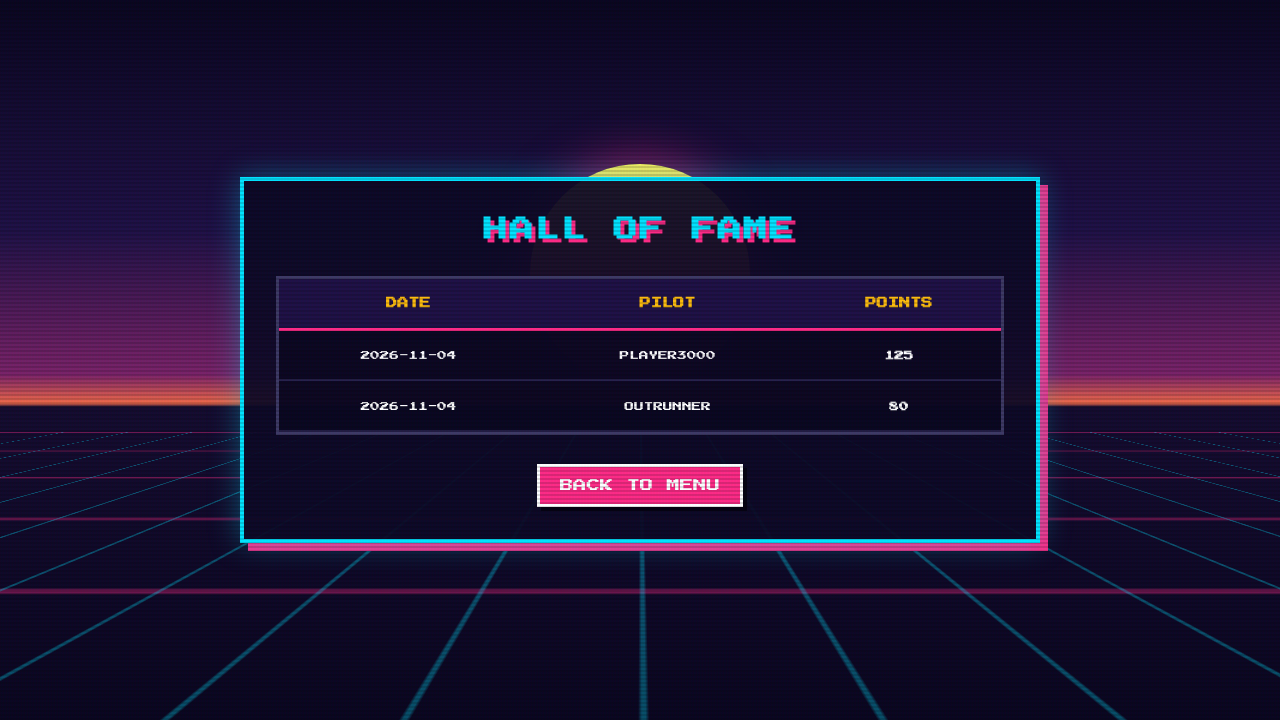 HALL OF FAME
DATE PILOT POINTS
2026-11-04 PLAYER3000 125
2026-11-04 OUTRUNNER 80
BACK TO MENU